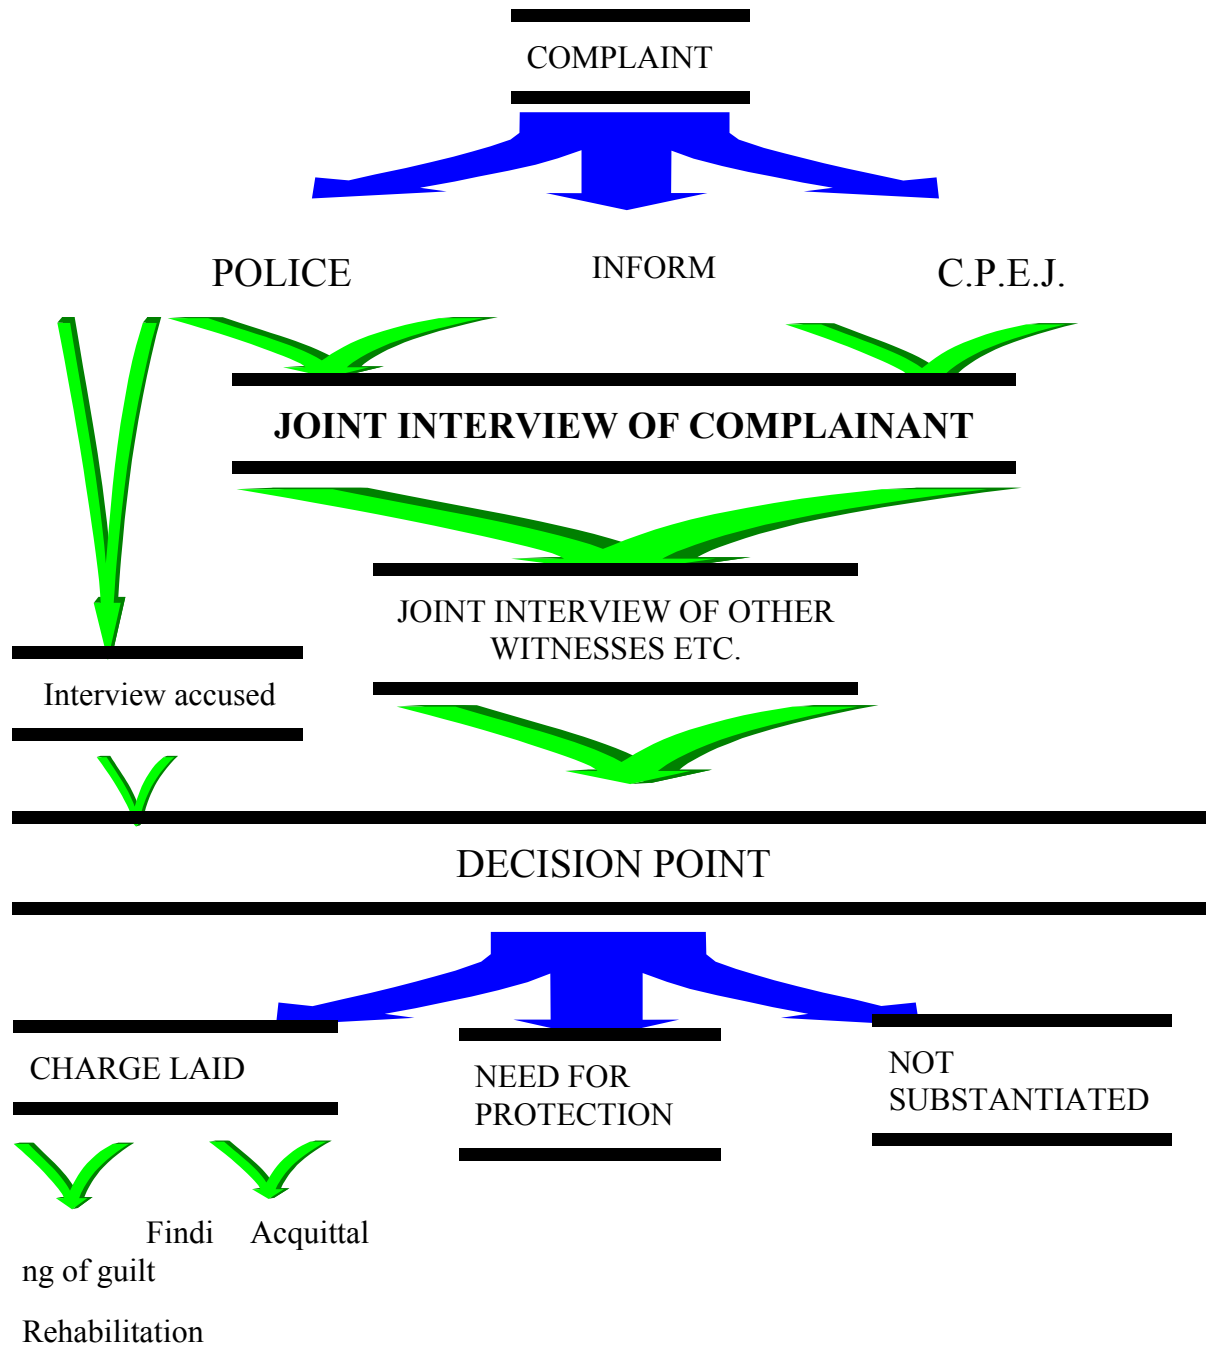 COMPLAINT
POLICE
INFORM
C.P.E.J.
JOINT INTERVIEW OF COMPLAINANT
JOINT INTERVIEW OF OTHER
WITNESSES ETC.
Interview accused
DECISION POINT
CHARGE LAID
NEED FOR
PROTECTION
NOT
SUBSTANTIATED
Findi
ng of guilt
Acquittal
Rehabilitation